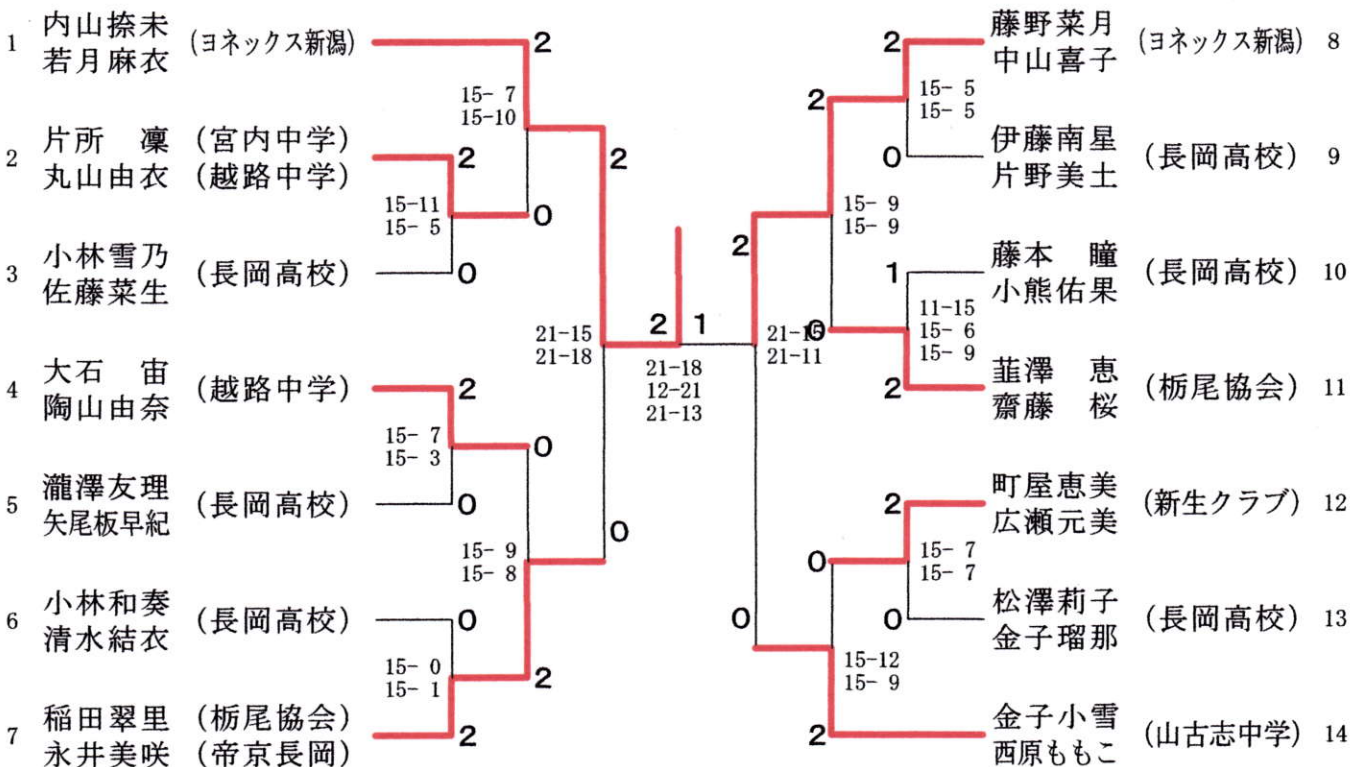 1 内山捺未 (ヨネックス新潟)
若月麻衣
2
15- 7
15-10
2 片所 凜 (宮内中学)
丸山由衣 (越路中学)
2
2
15-11
15- 5
0
3 小林雪乃 (長岡高校)
佐藤菜生
0
21-15
21-18
4 大石 宙 (越路中学)
陶山由奈
2
15- 7
15- 3
0
5 瀧澤友理 (長岡高校)
矢尾板早紀
0
0
15- 9
15- 8
6 小林和奏 (長岡高校)
清水結衣
0
15- 0
15- 1
2
7 稲田翠里 (栃尾協会)
永井美咲 (帝京長岡)
2
2 1
21-18
12-21
21-13
2 藤野菜月 (ヨネックス新潟) 8
中山喜子
2
15- 5
15- 5
0 伊藤南星 (長岡高校) 9
片野美土
15- 9
15- 9
2
1 藤本 瞳 (長岡高校) 10
小熊佑果
11-15
15- 6
15- 9
0
21-15
21-11
2 韮澤 恵 (栃尾協会) 11
齋藤 桜
2 町屋恵美 (新生クラブ) 12
広瀬元美
0
15- 7
15- 7
0 松澤莉子 (長岡高校) 13
金子瑠那
0
15-12
15- 9
2 金子小雪 (山古志中学) 14
西原ももこ